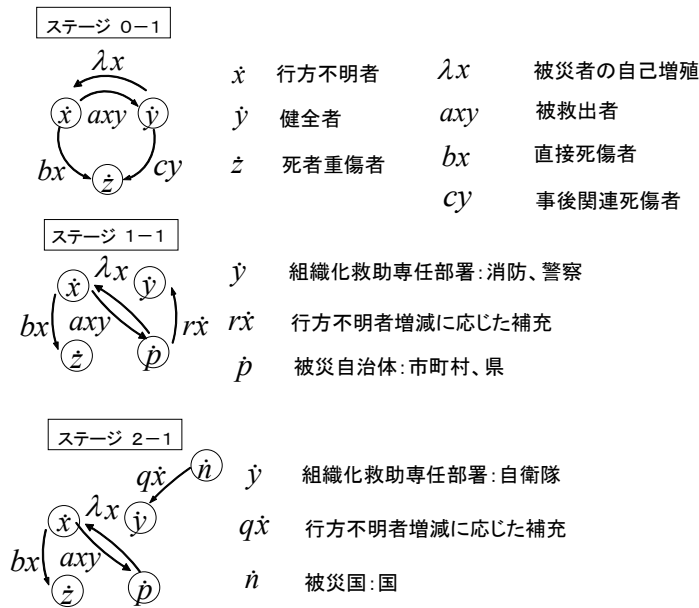 ステージ 0-1
λx
ẋ axy ẏ
bx ż cy
ẋ 行方不明者 λx 被災者の自己増殖
ẏ 健全者 axy 被救出者
ż 死者重傷者 bx 直接死傷者
cy 事後関連死傷者
ステージ 1-1
ẋ λx ẏ
bx axy rẋ
ż ṗ
ẏ 組織化救助専任部署:消防、警察
rẋ 行方不明者増減に応じた補充
ṗ 被災自治体:市町村、県
ステージ 2-1
qẋ ṅ
ẋ λx ẏ
bx axy
ż ṗ
ẏ 組織化救助専任部署:自衛隊
qẋ 行方不明者増減に応じた補充
ṅ 被災国:国